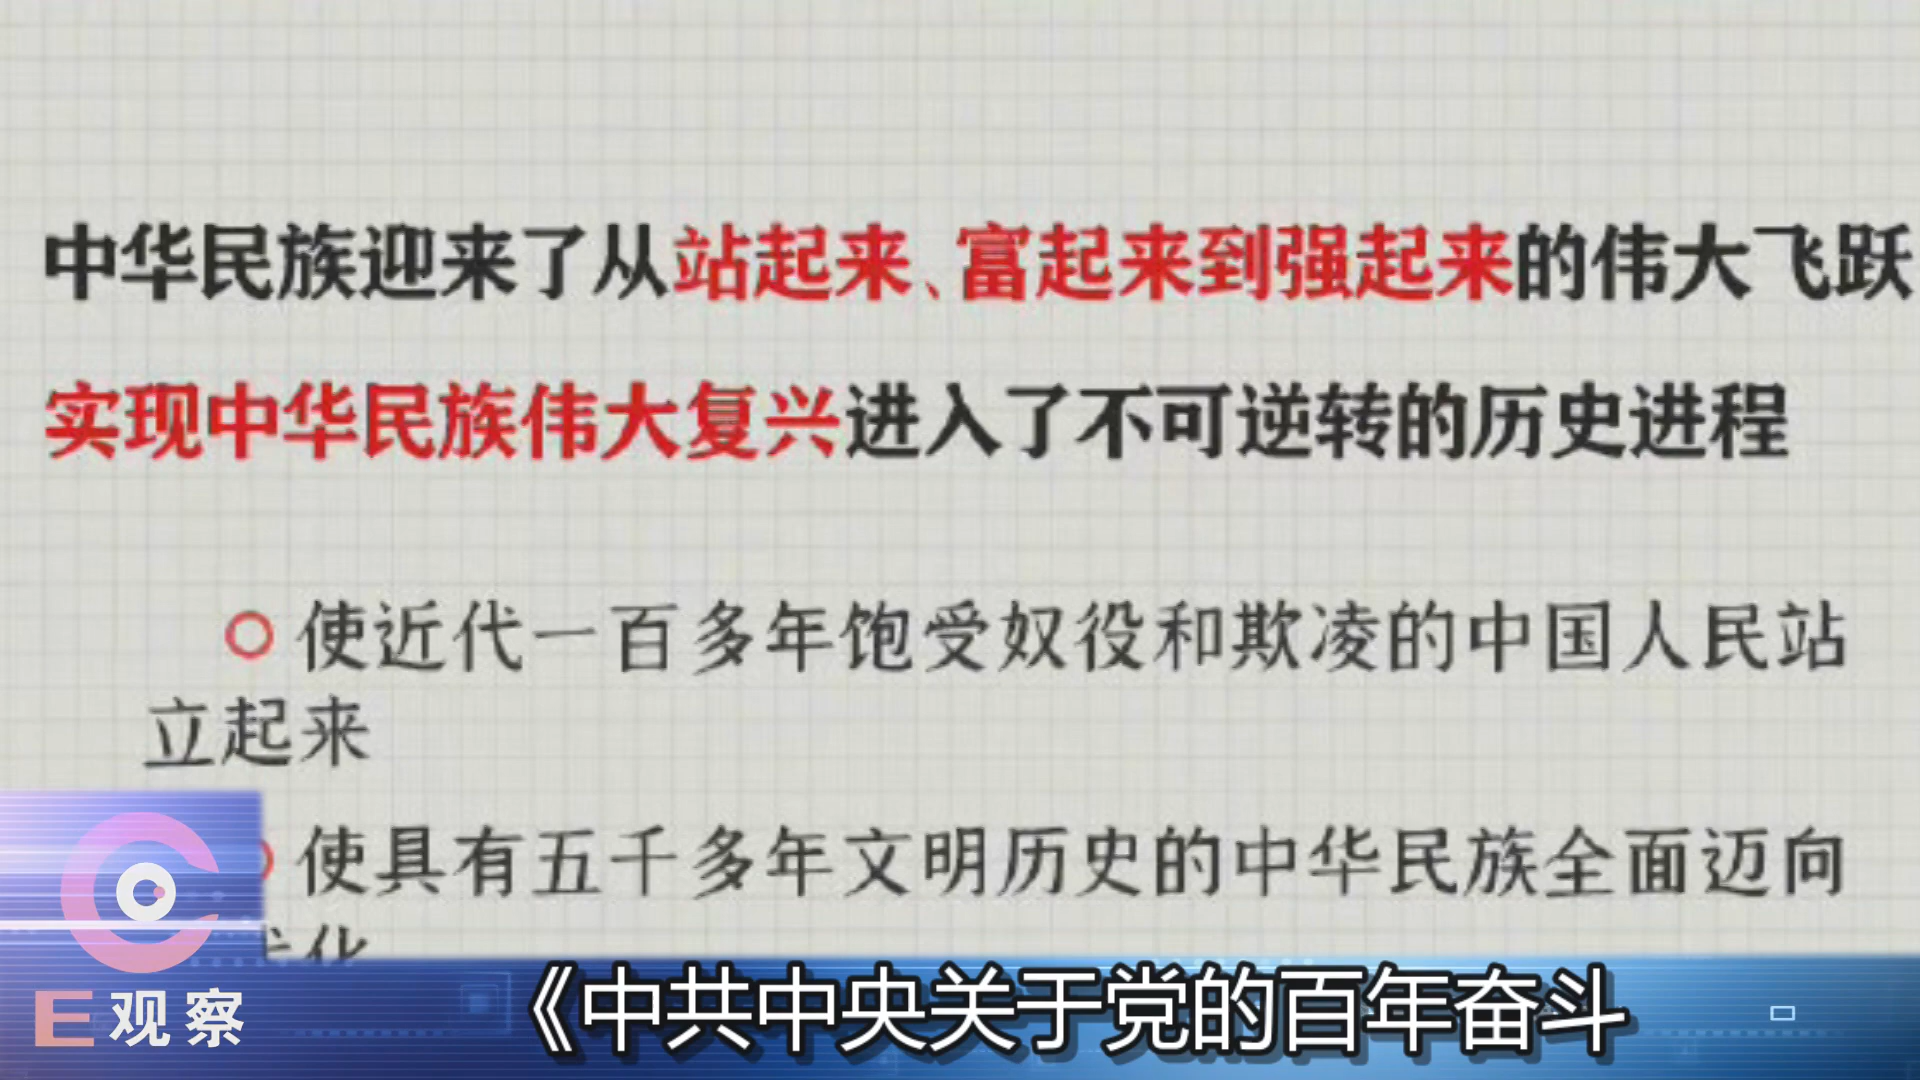 中华民族迎来了从站起来、富起来到强起来的伟大飞跃
实现中华民族伟大复兴进入了不可逆转的历史进程
使近代一百多年饱受奴役和欺凌的中国人民站
立起来
使具有五千多年文明历史的中华民族全面迈向
E观察
《中共中央关于党的百年奋斗